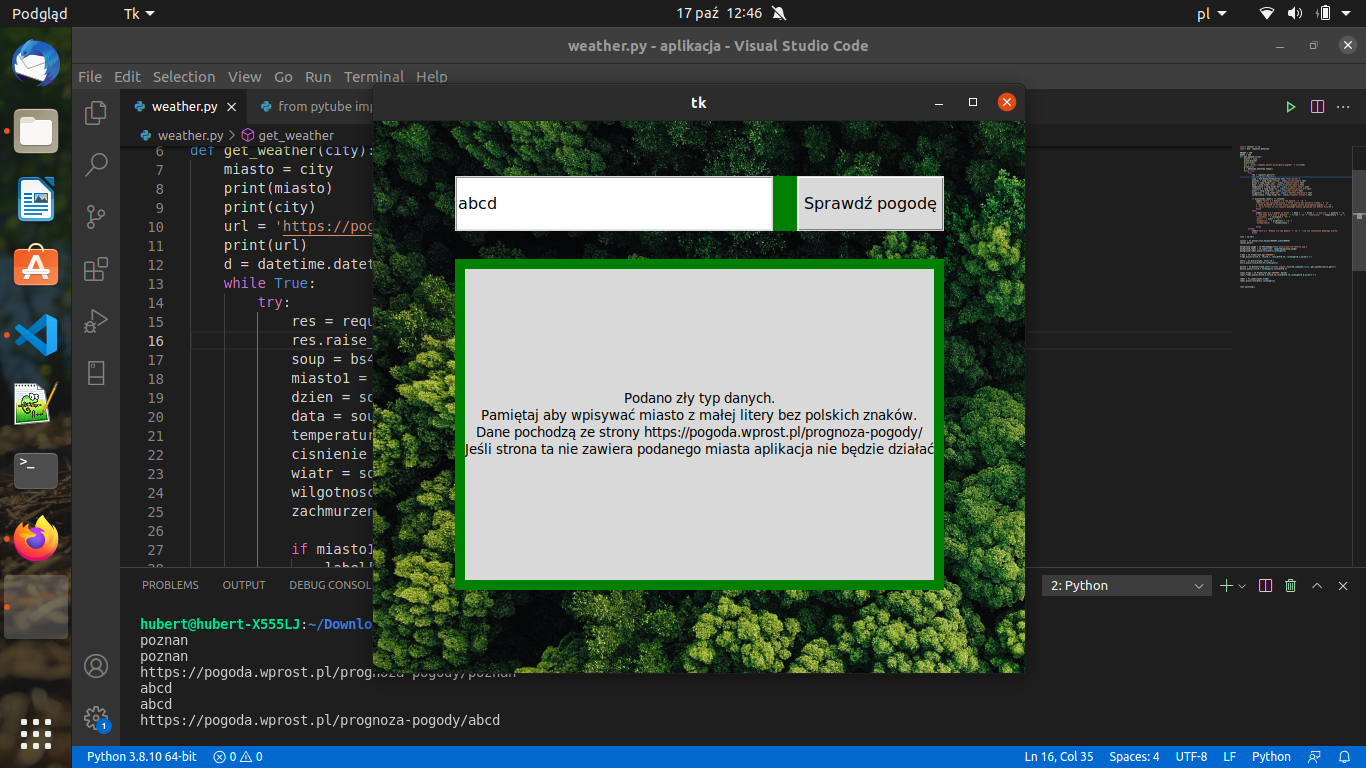 Podgląd
Tk
17 paź 12:46
pl
weather.py - aplikacja - Visual Studio Code
File Edit Selection View Go Run Terminal Help
weather.py
from pytube imp
tk
weather.py > get_weather
6 def get_weather(city):
7 miasto = city
8 print(miasto)
9 print(city)
10 url = 'https://pog
11 print(url)
12 d = datetime.datet
13 while True:
14 try:
15 res = requ
16 res.raise_
17 soup = bs4
18 miasto1 =
19 dzien = so
20 data = sou
21 temperatur
22 cisnienie
23 wiatr = so
24 wilgotnosc
25 zachmurzen
26
27 if miasto1
abcd
Sprawdź pogodę
Podano zły typ danych.
Pamiętaj aby wpisywać miasto z małej litery bez polskich znaków.
Dane pochodzą ze strony https://pogoda.wprost.pl/prognoza-pogody/
Jeśli strona ta nie zawiera podanego miasta aplikacja nie będzie działać
PROBLEMS OUTPUT DEBUG CONSOL
2: Python
hubert@hubert-X555LJ:~/Downlo
poznan
poznan
https://pogoda.wprost.pl/prognoza-pogody/poznan
abcd
abcd
https://pogoda.wprost.pl/prognoza-pogody/abcd
1
Python 3.8.10 64-bit
0 0
Ln 16, Col 35
Spaces: 4
UTF-8
LF
Python